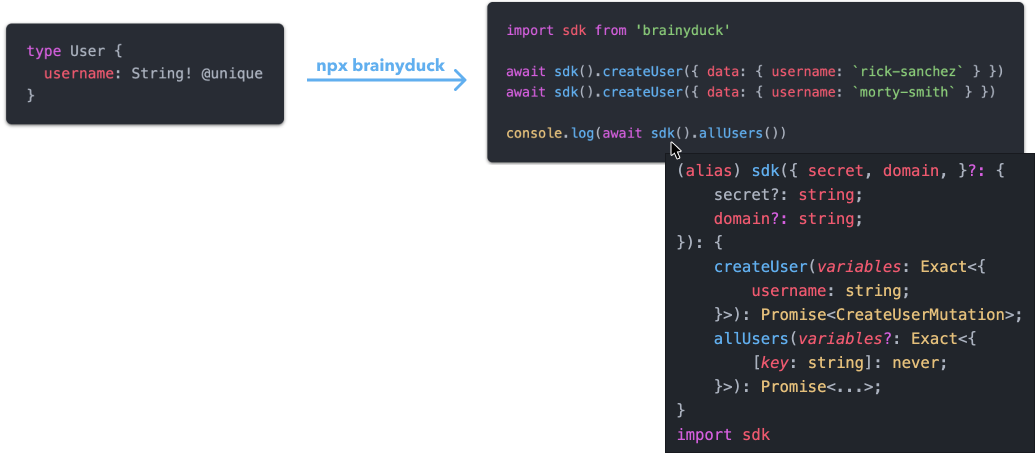 type User {
  username: String! @unique
}
npx brainyduck
import sdk from 'brainyduck'
await sdk().createUser({ data: { username: `rick-sanchez` } })
await sdk().createUser({ data: { username: `morty-smith` } })
console.log(await sdk().allUsers())
(alias) sdk({ secret, domain, }?: {
    secret?: string;
    domain?: string;
}): {
    createUser(variables: Exact<{
        username: string;
    }>): Promise<CreateUserMutation>;
    allUsers(variables?: Exact<{
        [key: string]: never;
    }>): Promise<...>;
}
import sdk